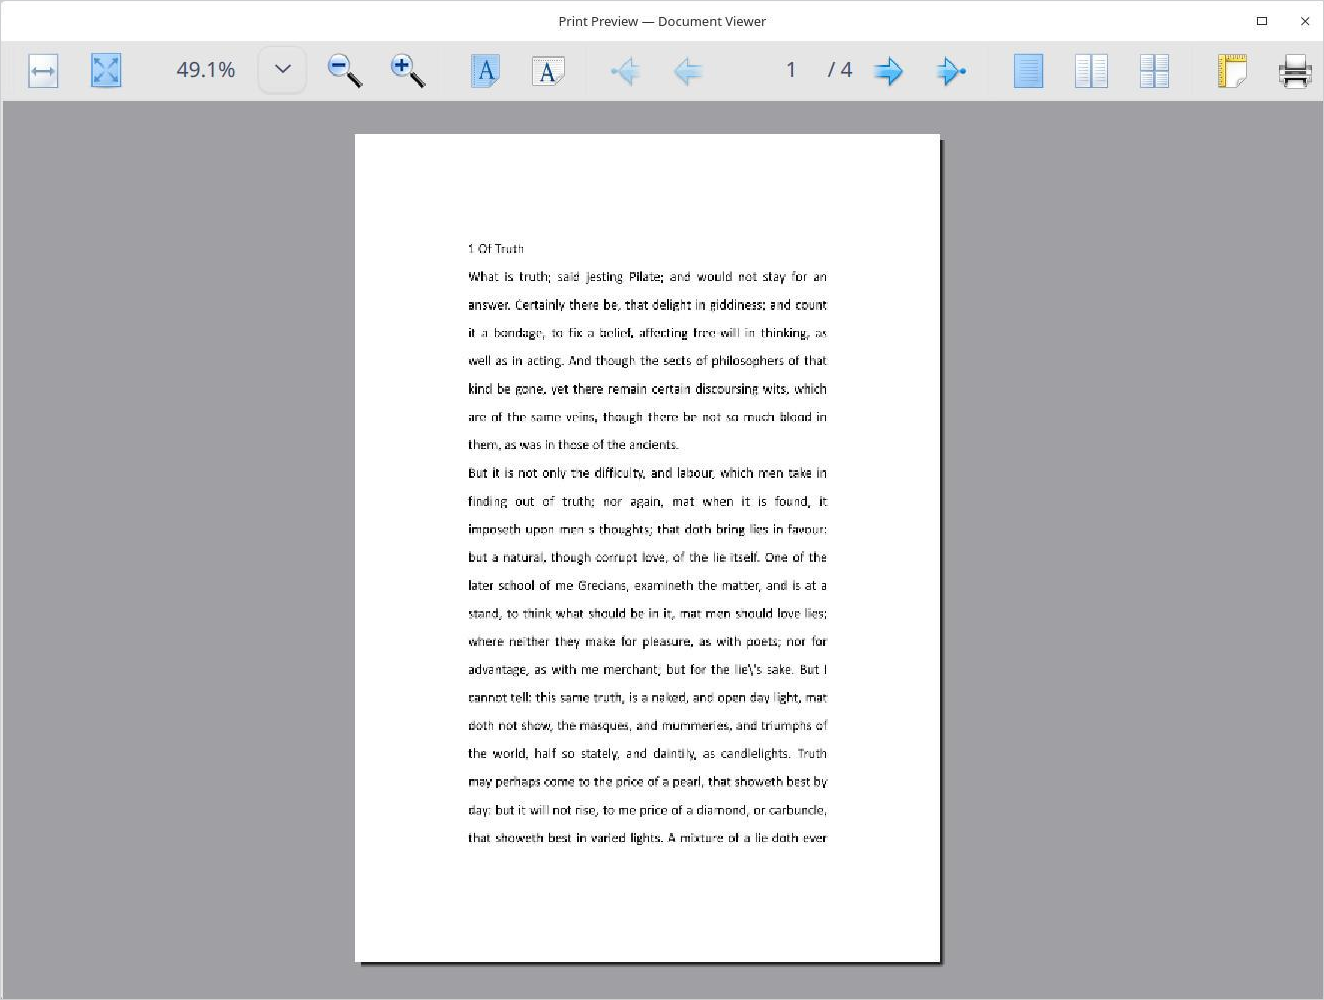 Print Preview — Document Viewer
49.1%
1 / 4
1 Of Truth
What is truth; said jesting Pilate; and would not stay for an
answer. Certainly there be, that delight in giddiness; and count
it a bondage, to fix a belief, affecting free-will in thinking, as
well as in acting. And though the sects of philosophers of that
kind be gone, yet there remain certain discoursing wits, which
are of the same veins, though there be not so much blood in
them, as was in those of the ancients.
But it is not only the difficulty, and labour, which men take in
finding out of truth; nor again, mat when it is found, it
imposeth upon men s thoughts; that doth bring lies in favour:
but a natural, though corrupt love, of the lie itself. One of the
later school of me Grecians, examineth the matter, and is at a
stand, to think what should be in it, mat men should love lies;
where neither they make for pleasure, as with poets; nor for
advantage, as with me merchant; but for the lie\'s sake. But I
cannot tell: this same truth, is a naked, and open day light, mat
doth not show, the masques, and mummeries, and triumphs of
the world, half so stately, and daintily, as candlelights. Truth
may perhaps come to the price of a pearl, that showeth best by
day: but it will not rise, to me price of a diamond, or carbuncle,
that showeth best in varied lights. A mixture of a lie doth ever